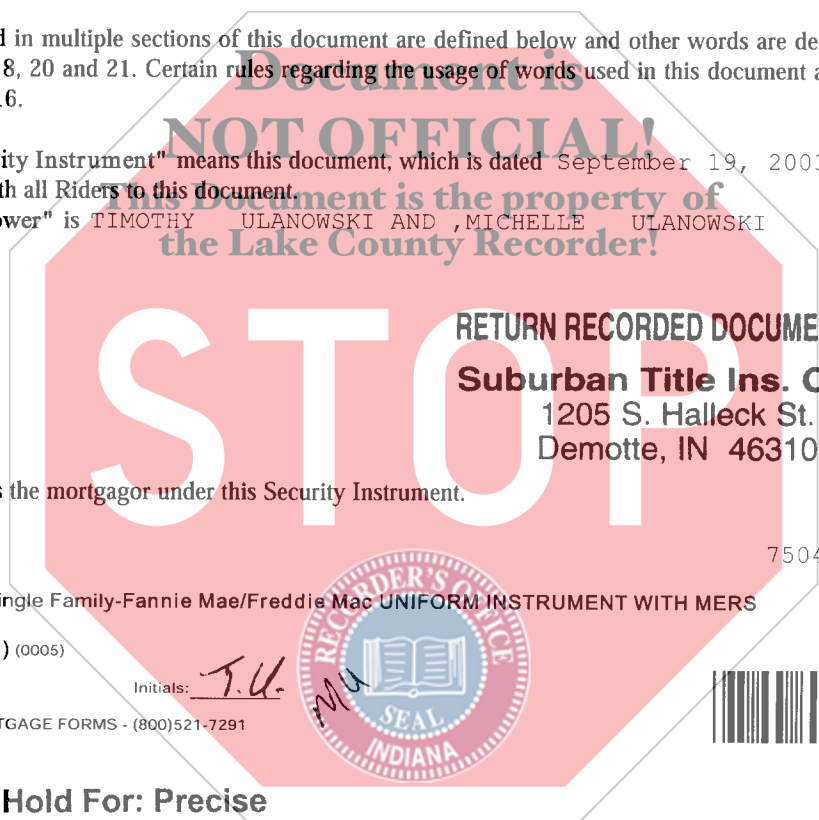 d in multiple sections of this document are defined below and other words are de
8, 20 and 21. Certain rules regarding the usage of words used in this document a
16.
Document is
NOT OFFICIAL!
This Document is the property of
the Lake County Recorder!
ity Instrument" means this document, which is dated September 19, 2003
th all Riders to this document.
ower" is TIMOTHY ULANOWSKI AND ,MICHELLE ULANOWSKI
STOP
RETURN RECORDED DOCUME
Suburban Title Ins. C
1205 S. Halleck St.
Demotte, IN 46310
s the mortgagor under this Security Instrument.
7504
ingle Family-Fannie Mae/Freddie Mac UNIFORM INSTRUMENT WITH MERS
) (0005)
Initials: T.U. MU
TGAGE FORMS - (800)521-7291
RECORDER'S OFFICE
SEAL
INDIANA
Hold For: Precise